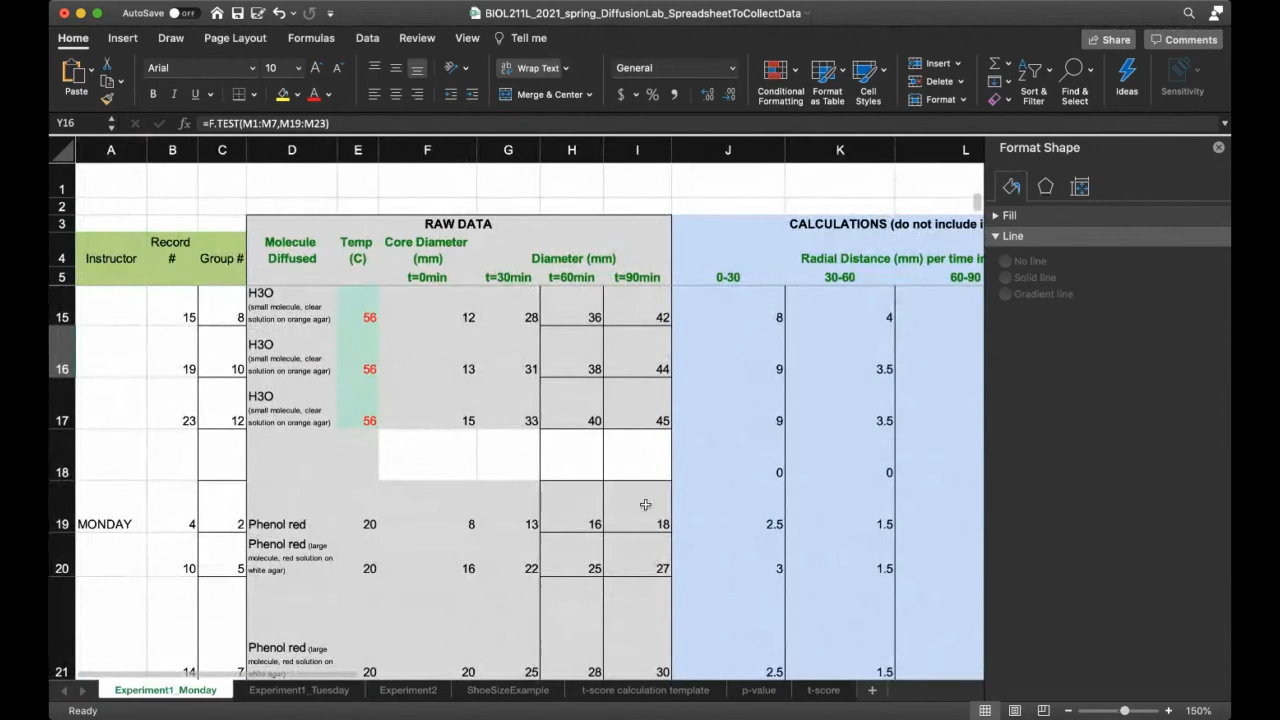 AutoSave OFF BIOL211L_2021_spring_DiffusionLab_SpreadsheetToCollectData
Home Insert Draw Page Layout Formulas Data Review View Tell me Share Comments
Arial 10 Wrap Text General Insert
Delete
Paste B I U Merge & Center $ % Conditional Formatting Format as Table Cell Styles Format Sort & Filter Find & Select Ideas Sensitivity
Y16 fx =F.TEST(M1:M7,M19:M23)
A B C D E F G H I J K L Format Shape
1 Fill
2 Line
3 RAW DATA CALCULATIONS (do not include i
Record Molecule Temp Core Diameter No line
4 Instructor # Group # Diffused (C) (mm) Diameter (mm) Radial Distance (mm) per time in Solid line
5 t=0min t=30min t=60min t=90min 0-30 30-60 60-90 Gradient line
H3O
(small molecule, clear
15 15 8 solution on orange agar) 56 12 28 36 42 8 4
H3O
(small molecule, clear
16 19 10 solution on orange agar) 56 13 31 38 44 9 3.5
H3O
(small molecule, clear
17 23 12 solution on orange agar) 56 15 33 40 45 9 3.5
18 0 0
19 MONDAY 4 2 Phenol red 20 8 13 16 18 2.5 1.5
Phenol red (large
molecule, red solution on
20 10 5 white agar) 20 16 22 25 27 3 1.5
Phenol red (large
molecule, red solution on
21 14 7 white agar) 20 20 25 28 30 2.5 1.5
Experiment1_Monday Experiment1_Tuesday Experiment2 ShoeSizeExample t-score calculation template p-value t-score
Ready 150%